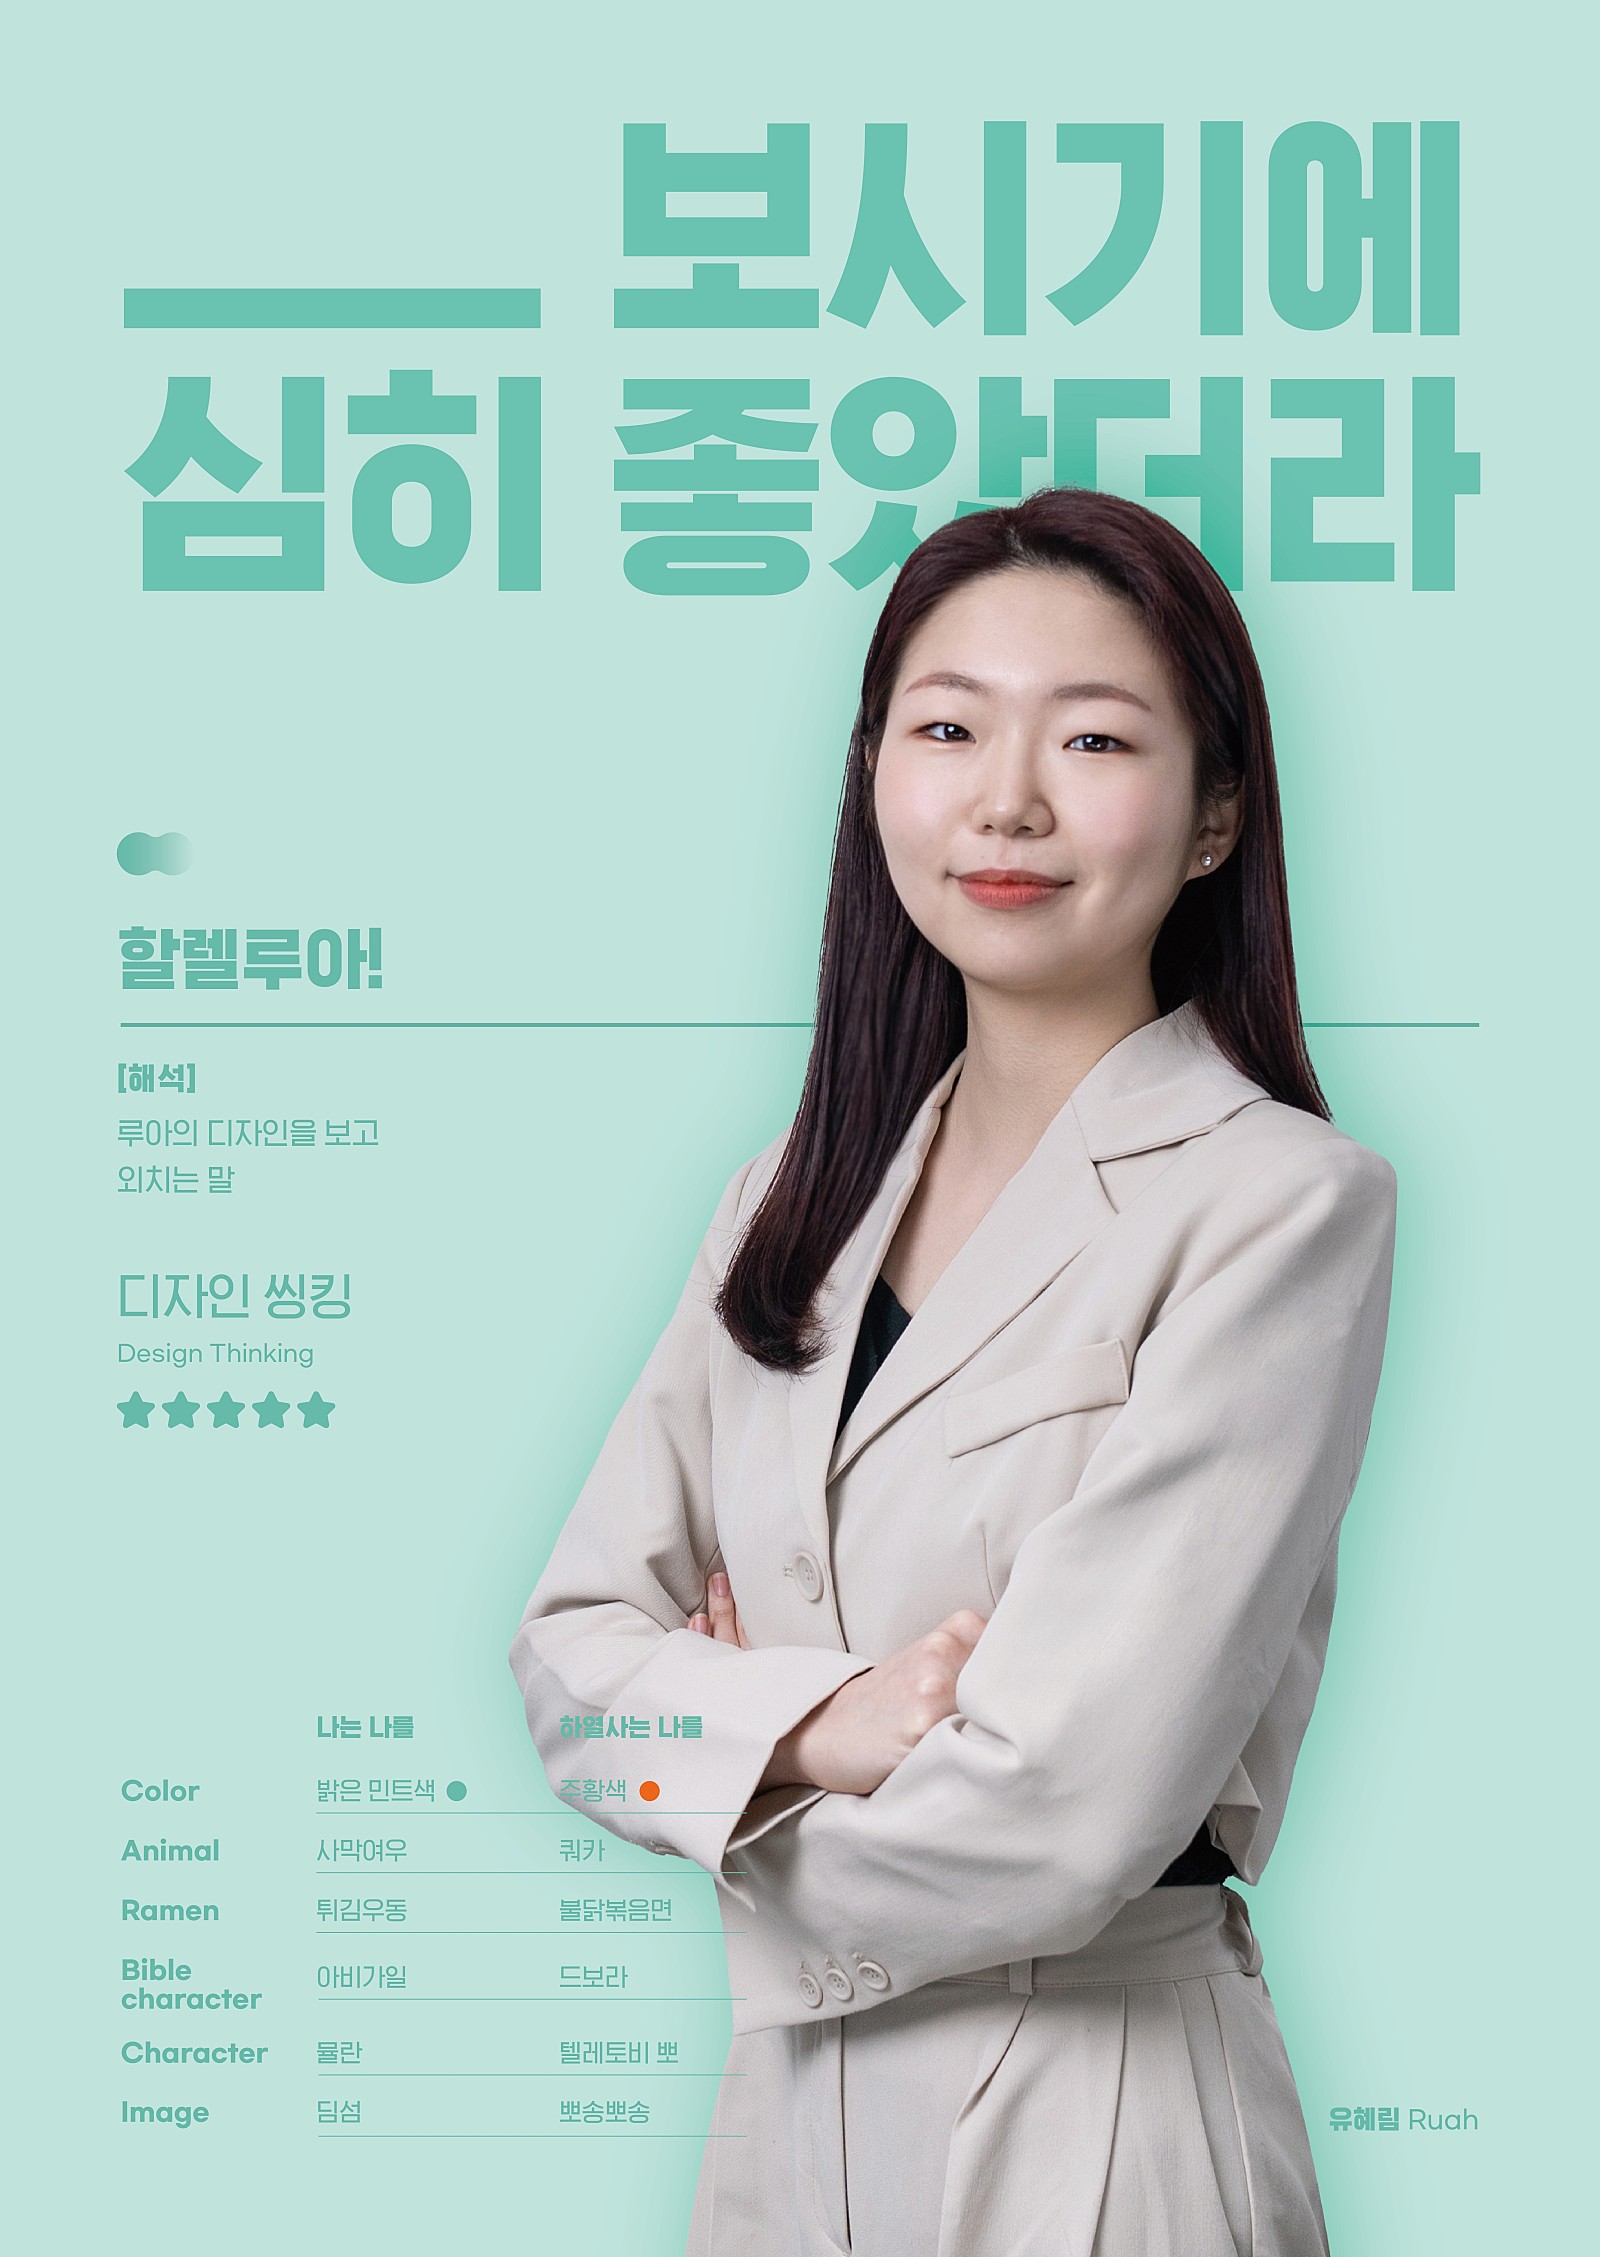 보시기에
심히 좋았더라
할렐루아!
[해석]
루아의 디자인을 보고
외치는 말
디자인 씽킹
Design Thinking
나는 나를 하열사는 나를
Color 밝은 민트색 주황색
Animal 사막여우 쿼카
Ramen 튀김우동 불닭볶음면
Bible
character 아비가일 드보라
Character 뮬란 텔레토비 뽀
Image 딤섬 뽀송뽀송
유혜림 Ruah